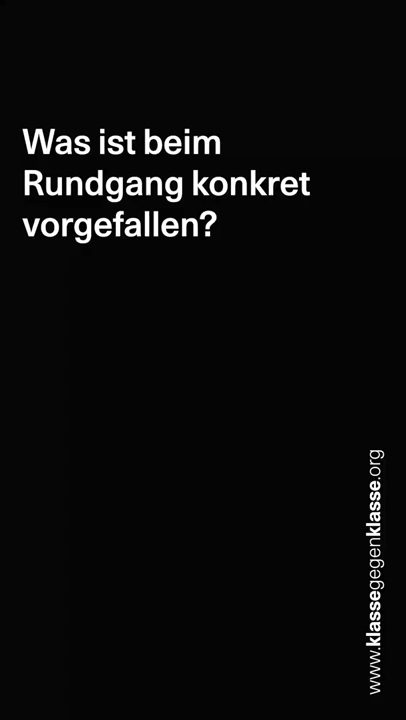 Was ist beim
Rundgang konkret
vorgefallen?
www.klassegegenklasse.org